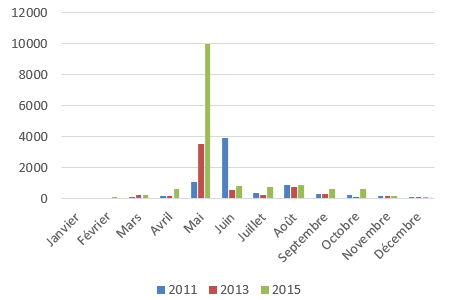 12000
10000
8000
6000
4000
2000
0
Janvier
Février
Mars
Avril
Mai
Juin
Juillet
Août
Septembre
Octobre
Novembre
Décembre
2011 2013 2015